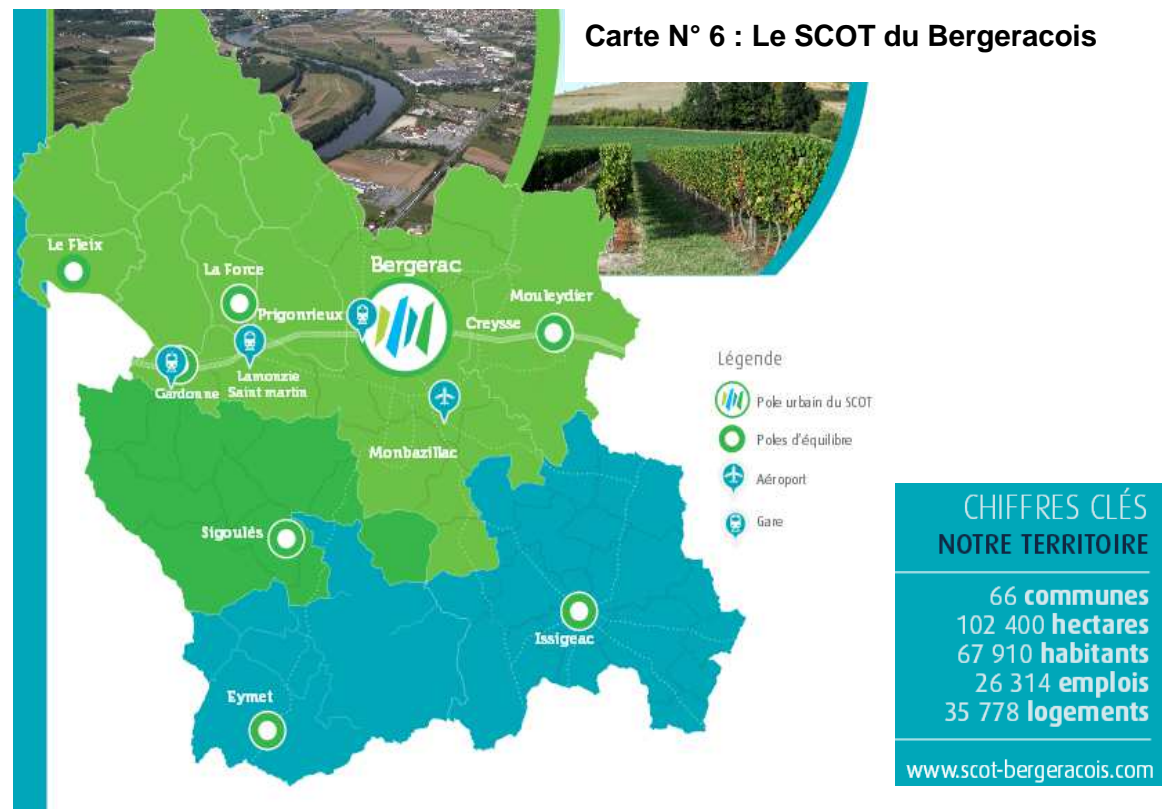 Carte N° 6 : Le SCOT du Bergeracois
Le Fleix
La Force
Bergerac
Prigonrieux
Mouleydier
Creysse
Gardonne
Lamonzie
Saint martin
Monbazillac
Sigoulès
Issigeac
Eymet
Légende
Pole urbain du SCOT
Poles d'équilibre
Aéroport
Gare
CHIFFRES CLÉS
NOTRE TERRITOIRE
66 communes
102 400 hectares
67 910 habitants
26 314 emplois
35 778 logements
www.scot-bergeracois.com